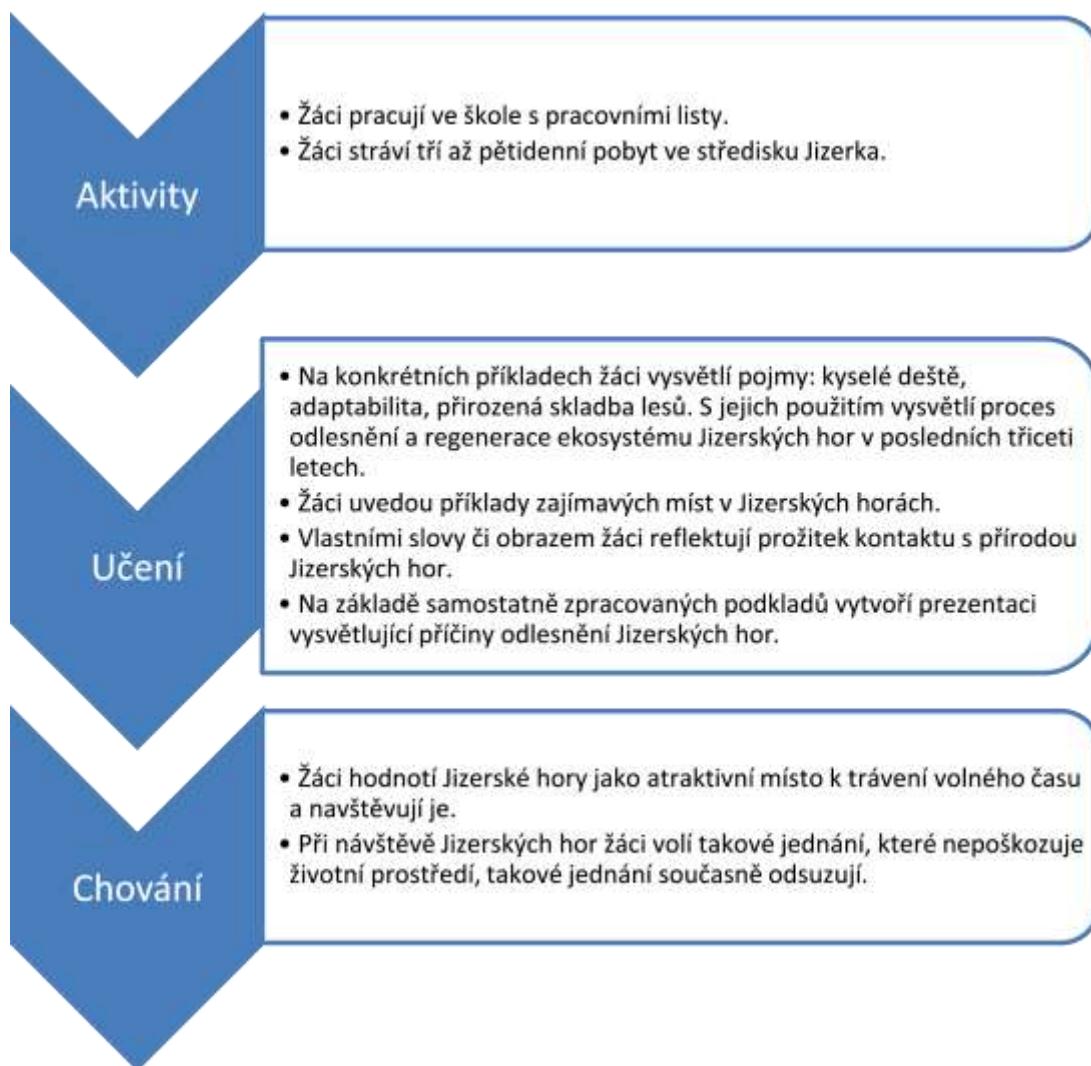 Aktivity
• Žáci pracují ve škole s pracovními listy.
• Žáci stráví tří až pětidenní pobyt ve středisku Jizerka.
Učení
• Na konkrétních příkladech žáci vysvětlí pojmy: kyselé deště,
adaptabilita, přirozená skladba lesů. S jejich použitím vysvětlí proces
odlesnění a regenerace ekosystému Jizerských hor v posledních třiceti
letech.
• Žáci uvedou příklady zajímavých míst v Jizerských horách.
• Vlastními slovy či obrazem žáci reflektují prožitek kontaktu s přírodou
Jizerských hor.
• Na základě samostatně zpracovaných podkladů vytvoří prezentaci
vysvětlující příčiny odlesnění Jizerských hor.
Chování
• Žáci hodnotí Jizerské hory jako atraktivní místo k trávení volného času
a navštěvují je.
• Při návštěvě Jizerských hor žáci volí takové jednání, které nepoškozuje
životní prostředí, takové jednání současně odsuzují.